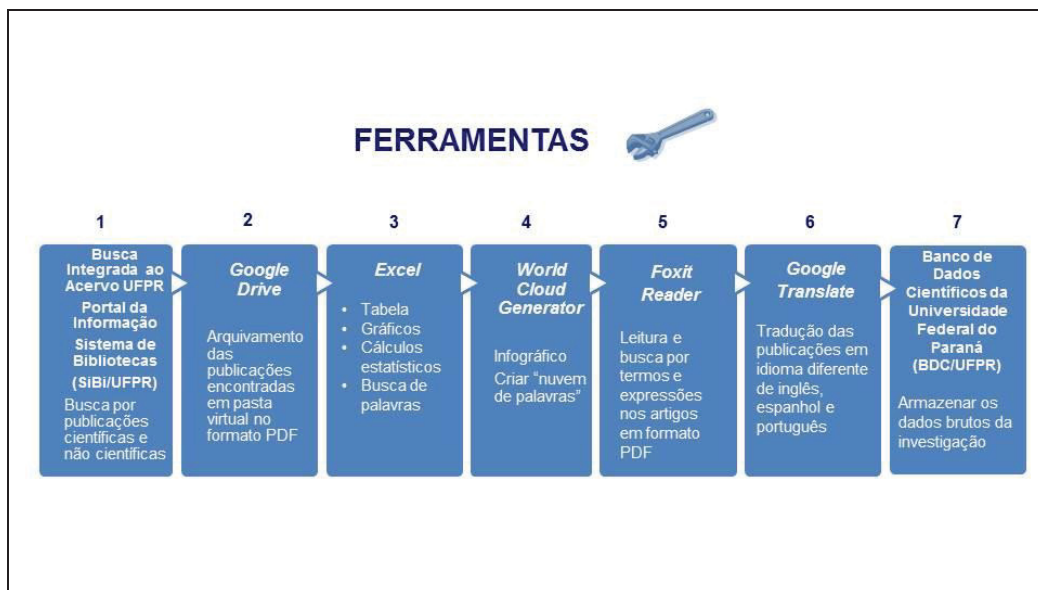 FERRAMENTAS
1
Busca
Integrada ao
Acervo UFPR
Portal da
Informação
Sistema de
Bibliotecas
(SiBi/UFPR)
Busca por
publicações
científicas e
não científicas
2
Google
Drive
Arquivamento
das
publicações
encontradas
em pasta
virtual no
formato PDF
3
Excel
• Tabela
• Gráficos
• Cálculos
estatísticos
• Busca de
palavras
4
World
Cloud
Generator
Infográfico
Criar “nuvem
de palavras”
5
Foxit
Reader
Leitura e
busca por
termos e
expressões
nos artigos
em formato
PDF
6
Google
Translate
Tradução das
publicações em
idioma diferente
de inglês,
espanhol e
português
7
Banco de
Dados
Científicos da
Universidade
Federal do
Paraná
(BDC/UFPR)
Armazenar os
dados brutos da
investigação